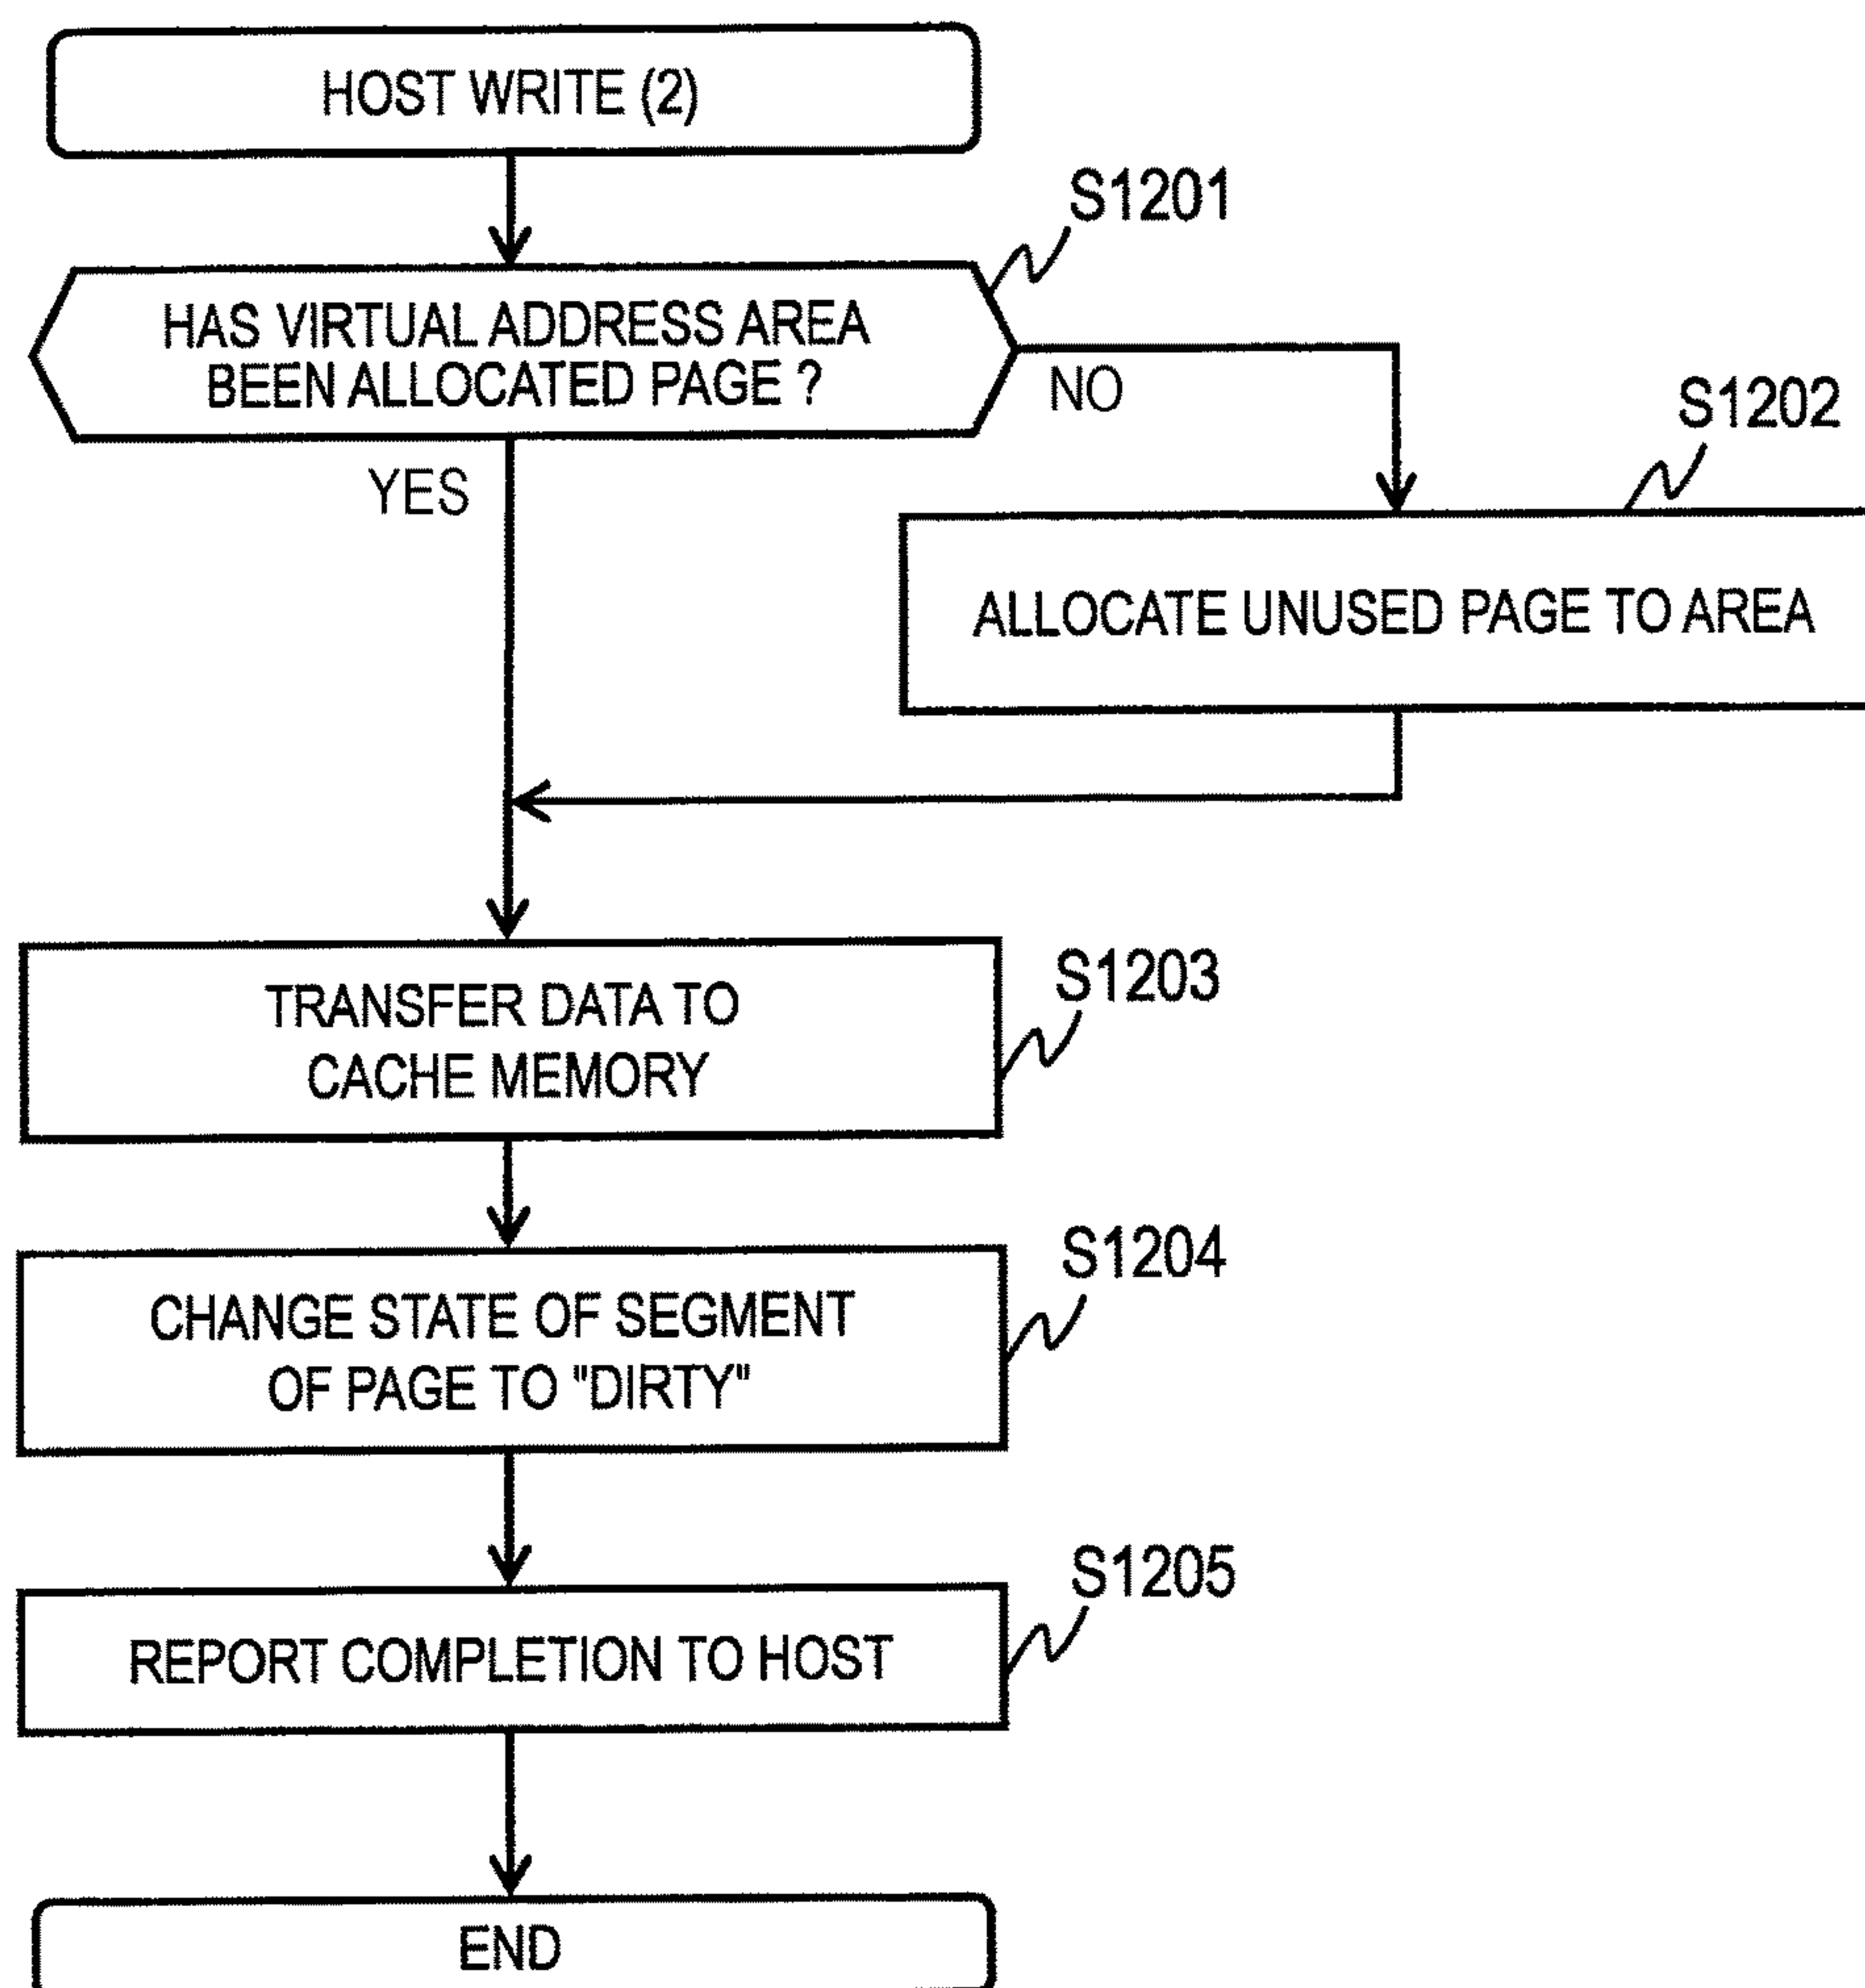 HOST WRITE (2)
S1201
HAS VIRTUAL ADDRESS AREA
BEEN ALLOCATED PAGE ?
NO
YES
S1202
ALLOCATE UNUSED PAGE TO AREA
S1203
TRANSFER DATA TO
CACHE MEMORY
S1204
CHANGE STATE OF SEGMENT
OF PAGE TO "DIRTY"
S1205
REPORT COMPLETION TO HOST
END